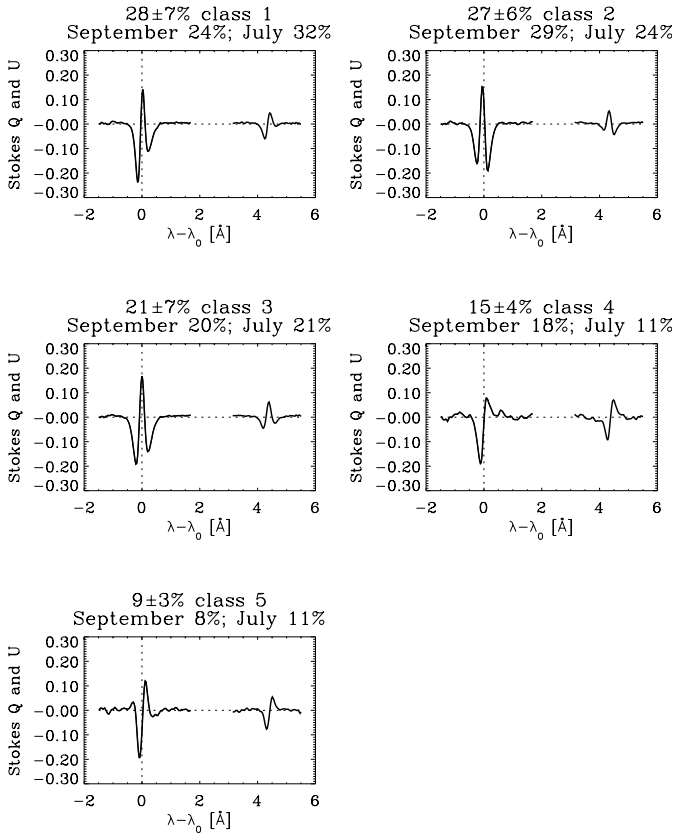 28±7% class 1
September 24%; July 32%
0.30
0.20
0.10
−0.00
−0.10
−0.20
−0.30
Stokes Q and U
−2 0 2 4 6
λ−λ0 [Å]
27±6% class 2
September 29%; July 24%
0.30
0.20
0.10
−0.00
−0.10
−0.20
−0.30
Stokes Q and U
−2 0 2 4 6
λ−λ0 [Å]
21±7% class 3
September 20%; July 21%
0.30
0.20
0.10
−0.00
−0.10
−0.20
−0.30
Stokes Q and U
−2 0 2 4 6
λ−λ0 [Å]
15±4% class 4
September 18%; July 11%
0.30
0.20
0.10
−0.00
−0.10
−0.20
−0.30
Stokes Q and U
−2 0 2 4 6
λ−λ0 [Å]
9±3% class 5
September 8%; July 11%
0.30
0.20
0.10
−0.00
−0.10
−0.20
−0.30
Stokes Q and U
−2 0 2 4 6
λ−λ0 [Å]